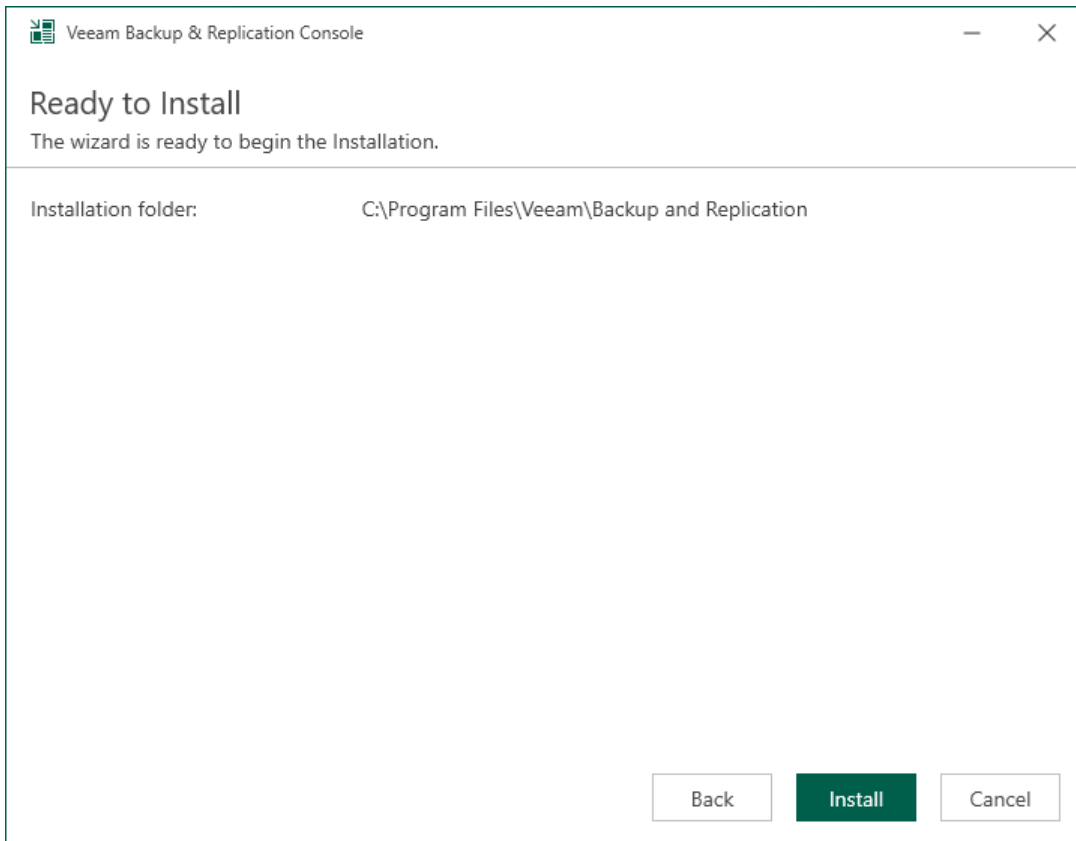 Veeam Backup & Replication Console
Ready to Install
The wizard is ready to begin the Installation.
Installation folder: C:\Program Files\Veeam\Backup and Replication
Back Install Cancel